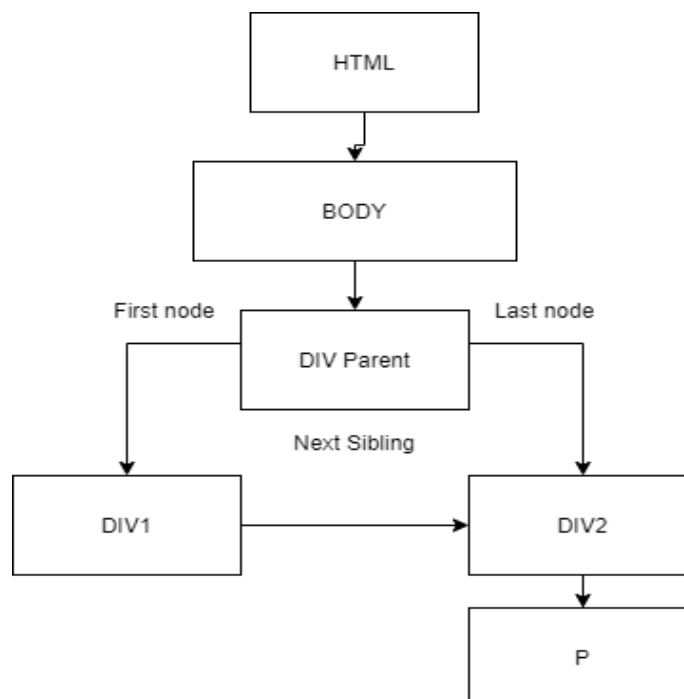 HTML
BODY
First node
Last node
DIV Parent
Next Sibling
DIV1
DIV2
P